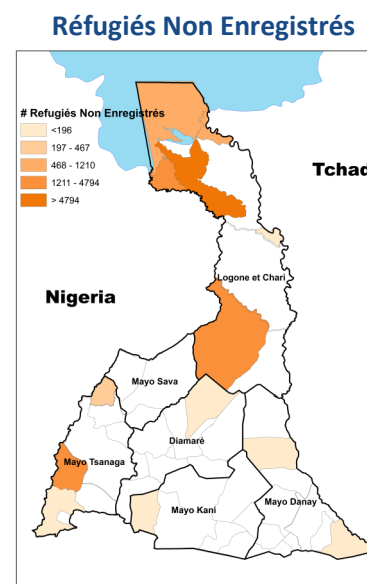 Réfugiés Non Enregistrés
# Refugiés Non Enregistrés
<196
197 - 467
468 - 1210
1211 - 4794
> 4794
Tchad
Logone et Chari
Nigeria
Mayo Sava
Diamaré
Mayo Tsanaga
Mayo Kani
Mayo Danay